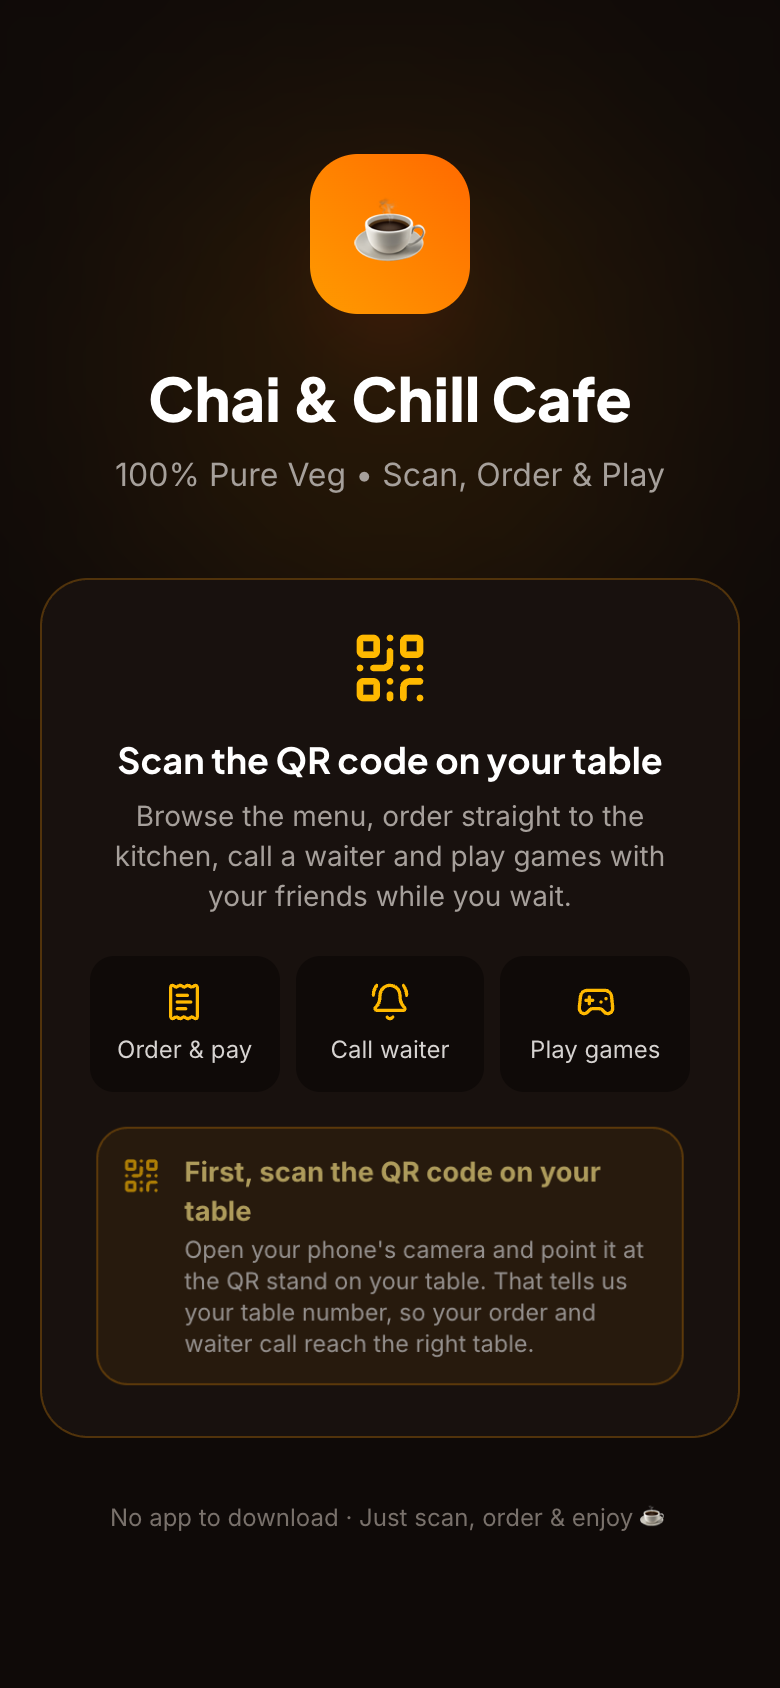 Chai & Chill Cafe
100% Pure Veg • Scan, Order & Play
Scan the QR code on your table
Browse the menu, order straight to the
kitchen, call a waiter and play games with
your friends while you wait.
Order & pay
Call waiter
Play games
First, scan the QR code on your
table
Open your phone's camera and point it at
the QR stand on your table. That tells us
your table number, so your order and
waiter call reach the right table.
No app to download · Just scan, order & enjoy ☕